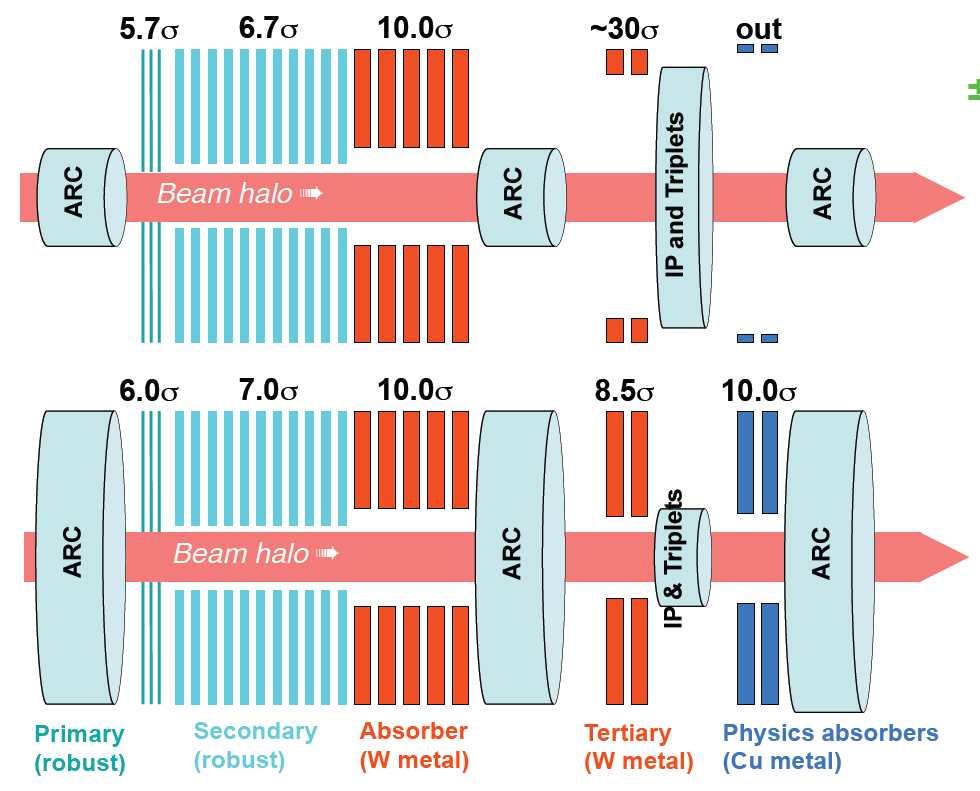 5.7σ 6.7σ 10.0σ ~30σ out
±
ARC
Beam halo ➠
ARC
IP and Triplets
ARC
6.0σ 7.0σ 10.0σ 8.5σ 10.0σ
ARC
Beam halo ➠
ARC
IP & Triplets
ARC
Primary
(robust)
Secondary
(robust)
Absorber
(W metal)
Tertiary
(W metal)
Physics absorbers
(Cu metal)